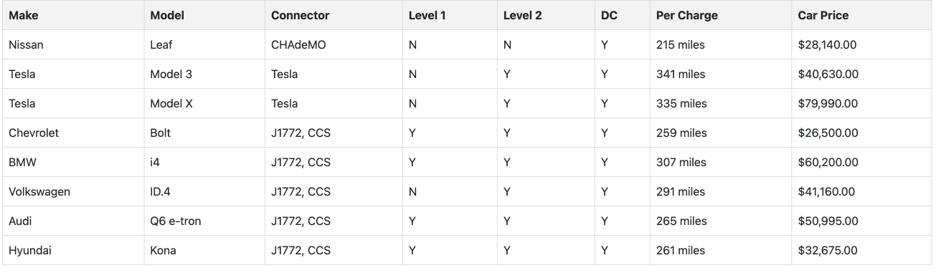 Make Model Connector Level 1 Level 2 DC Per Charge Car Price
Nissan Leaf CHAdeMO N N Y 215 miles $28,140.00
Tesla Model 3 Tesla N Y Y 341 miles $40,630.00
Tesla Model X Tesla N Y Y 335 miles $79,990.00
Chevrolet Bolt J1772, CCS Y Y Y 259 miles $26,500.00
BMW i4 J1772, CCS Y Y Y 307 miles $60,200.00
Volkswagen ID.4 J1772, CCS N Y Y 291 miles $41,160.00
Audi Q6 e-tron J1772, CCS Y Y Y 265 miles $50,995.00
Hyundai Kona J1772, CCS Y Y Y 261 miles $32,675.00